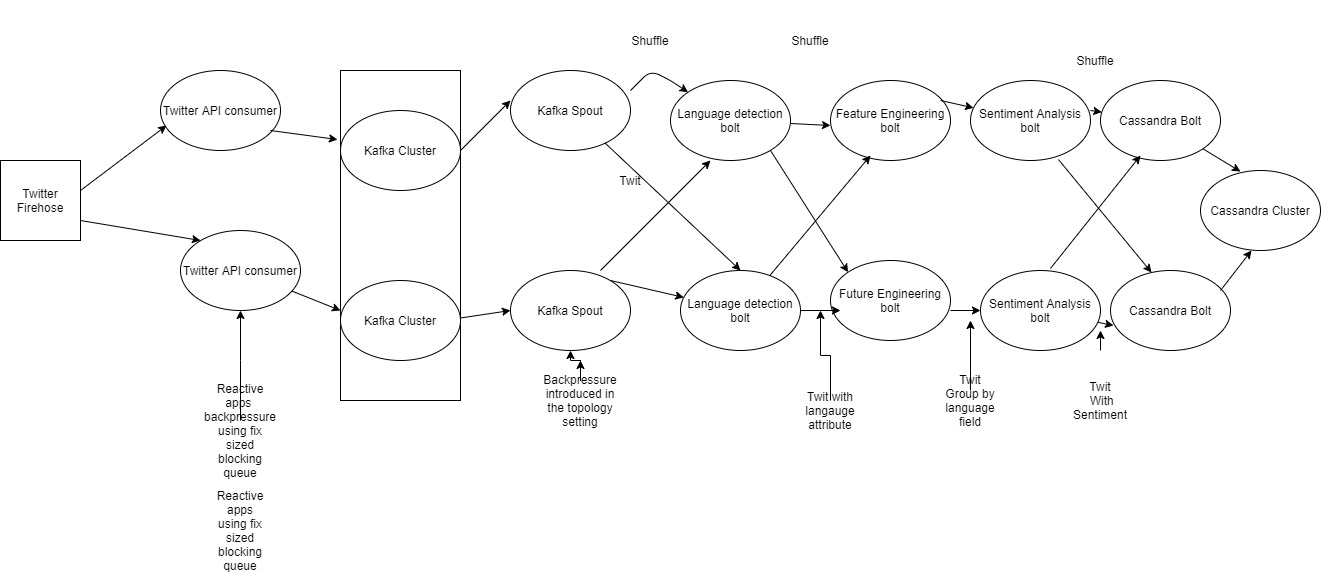 Shuffle
Shuffle
Shuffle
Twitter API consumer
Kafka Spout
Language detection
bolt
Feature Engineering
bolt
Sentiment Analysis
bolt
Cassandra Bolt
Kafka Cluster
Twitter
Firehose
Twit
Cassandra Cluster
Twitter API consumer
Kafka Cluster
Kafka Spout
Language detection
bolt
Future Engineering
bolt
Sentiment Analysis
bolt
Cassandra Bolt
Reactive
apps
backpressure
using fix
sized
blocking
queue
Backpressure
introduced in
the topology
setting
Twit with
langauge
attribute
Twit
Group by
language
field
Twit
With
Sentiment
Reactive
apps
using fix
sized
blocking
queue